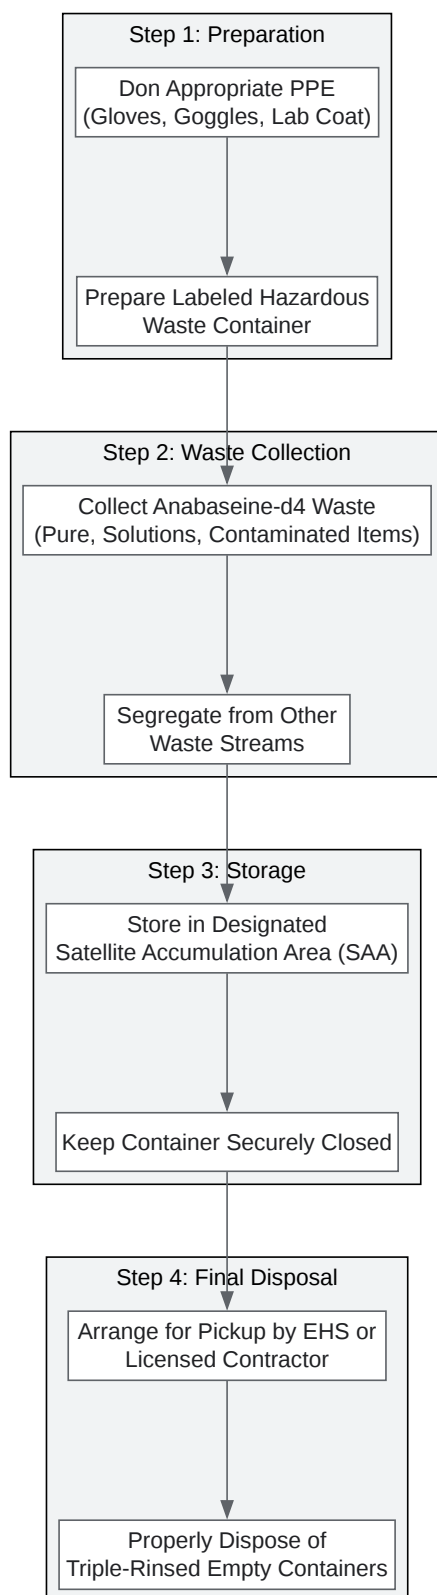 Step 1: Preparation
Don Appropriate PPE
(Gloves, Goggles, Lab Coat)
Prepare Labeled Hazardous
Waste Container
Step 2: Waste Collection
Collect Anabaseine-d4 Waste
(Pure, Solutions, Contaminated Items)
Segregate from Other
Waste Streams
Step 3: Storage
Store in Designated
Satellite Accumulation Area (SAA)
Keep Container Securely Closed
Step 4: Final Disposal
Arrange for Pickup by EHS or
Licensed Contractor
Properly Dispose of
Triple-Rinsed Empty Containers